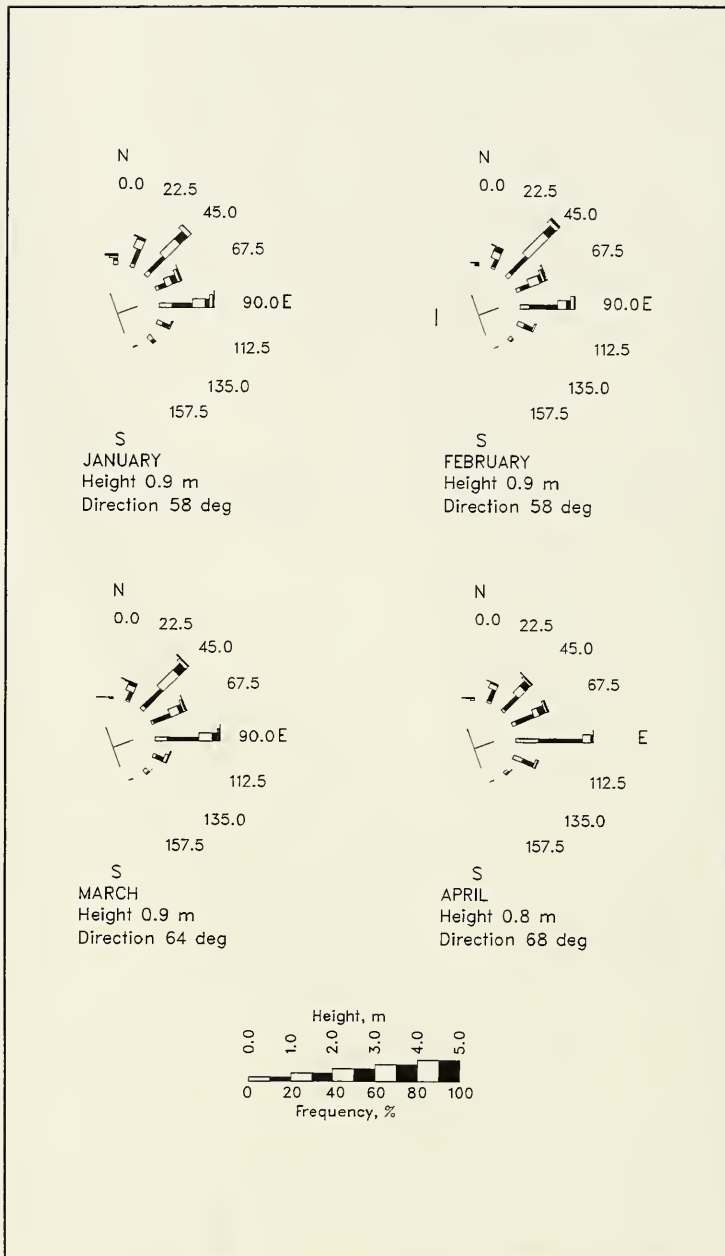 N
0.0 22.5
45.0
67.5
90.0 E
112.5
135.0
157.5
S
JANUARY
Height 0.9 m
Direction 58 deg
N
0.0 22.5
45.0
67.5
90.0 E
112.5
135.0
157.5
S
FEBRUARY
Height 0.9 m
Direction 58 deg
N
0.0 22.5
45.0
67.5
90.0 E
112.5
135.0
157.5
S
MARCH
Height 0.9 m
Direction 64 deg
N
0.0 22.5
45.0
67.5
E
112.5
135.0
157.5
S
APRIL
Height 0.8 m
Direction 68 deg
Height, m
0.0 1.0 2.0 3.0 4.0 5.0
0 20 40 60 80 100
Frequency, %